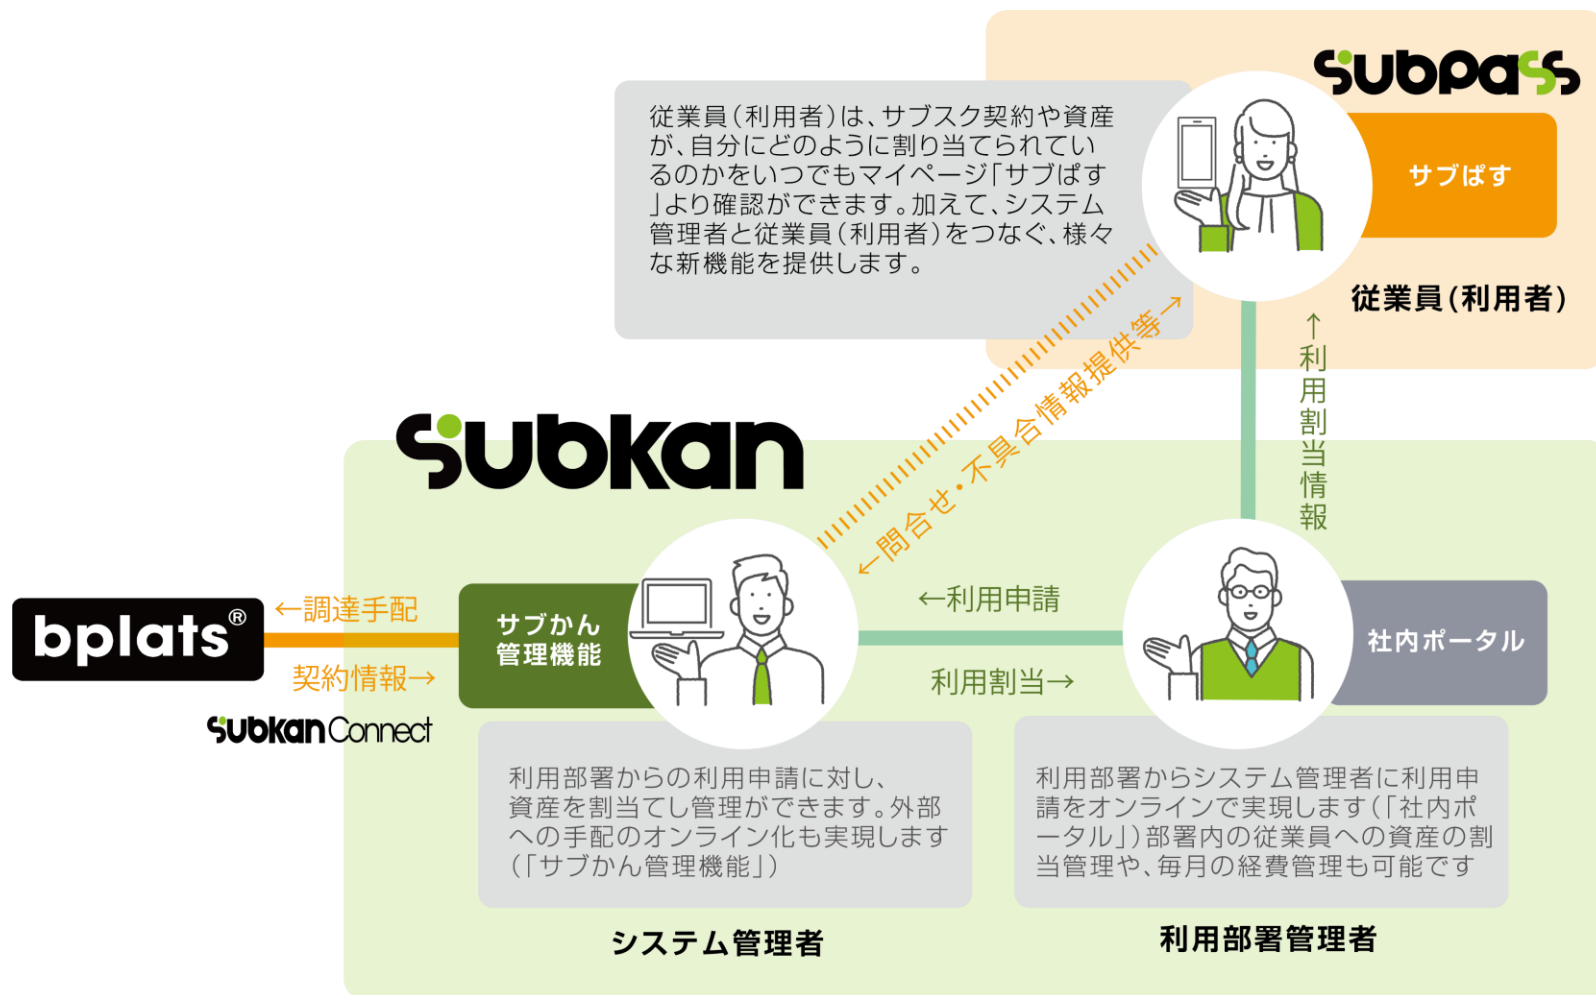 subpass
従業員(利用者)は、サブスク契約や資産
が、自分にどのように割り当てられてい
るのかをいつでもマイページ「サブぱす
」より確認ができます。加えて、システム
管理者と従業員(利用者)をつなぐ、様々
な新機能を提供します。
サブぱす
従業員(利用者)
←問合せ・不具合情報提供等→
↑利用割当情報
subkan
bplats®
←調達手配
契約情報→
subkan Connect
サブかん
管理機能
←利用申請
利用割当→
社内ポータル
利用部署からの利用申請に対し、
資産を割当てし管理ができます。外部
への手配のオンライン化も実現します
(「サブかん管理機能」)
システム管理者
利用部署からシステム管理者に利用申
請をオンラインで実現します(「社内ポ
ータル」)部署内の従業員への資産の割
当管理や、毎月の経費管理も可能です
利用部署管理者